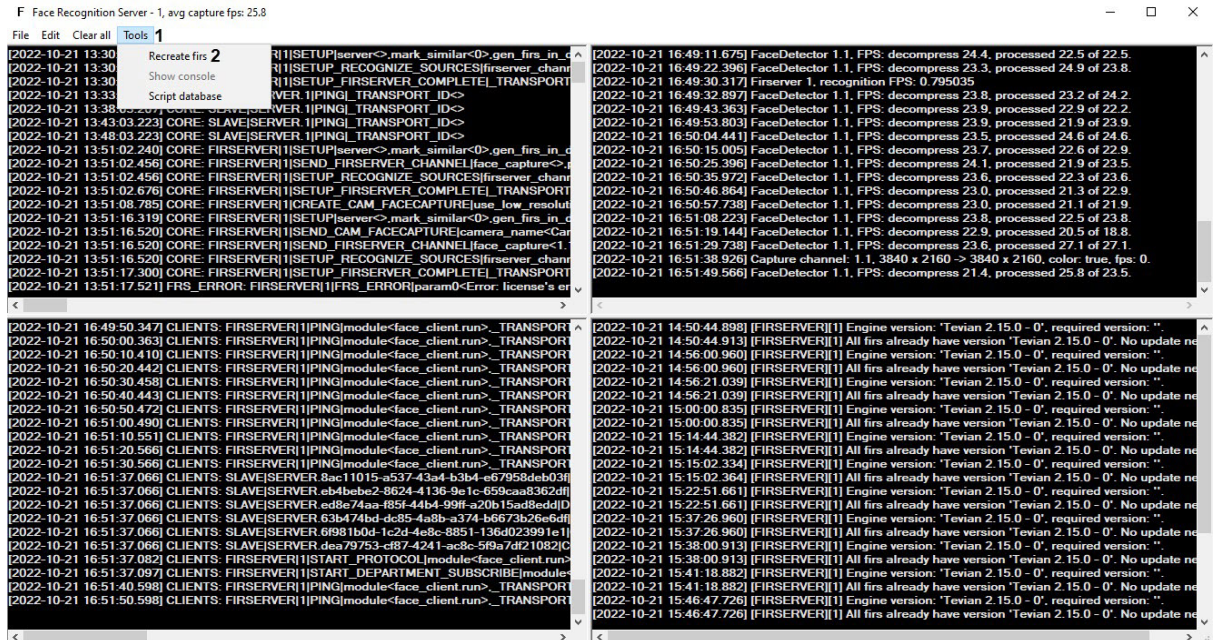 F Face Recognition Server - 1, avg capture fps: 25.8
File Edit Clear all Tools 1
Recreate firs 2
Show console
Script database
[2022-10-21 13:30 R|1|SETUP|server<>,mark_similar<0>,gen_firs_in_d
[2022-10-21 13:30 R|1|SETUP_RECOGNIZE_SOURCES|firserver_chann
[2022-10-21 13:30 R|1|SETUP_FIRSERVER_COMPLETE|_TRANSPORT
[2022-10-21 13:33 VER.1|PING|_TRANSPORT_ID<>
[2022-10-21 13:38:03.207] CORE: SLAVE|SERVER.1|PING|_TRANSPORT_ID<>
[2022-10-21 13:43:03.223] CORE: SLAVE|SERVER.1|PING|_TRANSPORT_ID<>
[2022-10-21 13:48:03.223] CORE: SLAVE|SERVER.1|PING|_TRANSPORT_ID<>
[2022-10-21 13:51:02.240] CORE: FIRSERVER|1|SETUP|server<>,mark_similar<0>,gen_firs_in_d
[2022-10-21 13:51:02.456] CORE: FIRSERVER|1|SEND_FIRSERVER_CHANNEL|face_capture<>,p
[2022-10-21 13:51:02.456] CORE: FIRSERVER|1|SETUP_RECOGNIZE_SOURCES|firserver_chann
[2022-10-21 13:51:02.676] CORE: FIRSERVER|1|SETUP_FIRSERVER_COMPLETE|_TRANSPORT
[2022-10-21 13:51:08.785] CORE: FIRSERVER|1|CREATE_CAM_FACECAPTURE|use_low_resoluti
[2022-10-21 13:51:16.319] CORE: FIRSERVER|1|SETUP|server<>,mark_similar<0>,gen_firs_in_d
[2022-10-21 13:51:16.520] CORE: FIRSERVER|1|SEND_CAM_FACECAPTURE|camera_name<Car
[2022-10-21 13:51:16.520] CORE: FIRSERVER|1|SEND_FIRSERVER_CHANNEL|face_capture<1.
[2022-10-21 13:51:16.520] CORE: FIRSERVER|1|SETUP_RECOGNIZE_SOURCES|firserver_chanr
[2022-10-21 13:51:17.300] CORE: FIRSERVER|1|SETUP_FIRSERVER_COMPLETE|_TRANSPORT
[2022-10-21 13:51:17.521] FRS_ERROR: FIRSERVER|1|FRS_ERROR|param0<Error: license's er
[2022-10-21 16:49:11.675] FaceDetector 1.1, FPS: decompress 24.4, processed 22.5 of 22.5.
[2022-10-21 16:49:22.396] FaceDetector 1.1, FPS: decompress 23.3, processed 24.9 of 23.8.
[2022-10-21 16:49:30.317] Firserver 1, recognition FPS: 0.795035
[2022-10-21 16:49:32.897] FaceDetector 1.1, FPS: decompress 23.8, processed 23.2 of 24.2.
[2022-10-21 16:49:43.363] FaceDetector 1.1, FPS: decompress 23.9, processed 22.9 of 22.2.
[2022-10-21 16:49:53.803] FaceDetector 1.1, FPS: decompress 23.9, processed 21.9 of 23.9.
[2022-10-21 16:50:04.441] FaceDetector 1.1, FPS: decompress 23.5, processed 24.6 of 24.6.
[2022-10-21 16:50:15.005] FaceDetector 1.1, FPS: decompress 23.7, processed 22.6 of 22.9.
[2022-10-21 16:50:25.396] FaceDetector 1.1, FPS: decompress 24.1, processed 21.9 of 23.5.
[2022-10-21 16:50:35.972] FaceDetector 1.1, FPS: decompress 23.6, processed 22.3 of 23.6.
[2022-10-21 16:50:46.864] FaceDetector 1.1, FPS: decompress 23.0, processed 21.3 of 22.9.
[2022-10-21 16:50:57.738] FaceDetector 1.1, FPS: decompress 23.0, processed 21.1 of 21.9.
[2022-10-21 16:51:08.223] FaceDetector 1.1, FPS: decompress 23.8, processed 22.5 of 23.8.
[2022-10-21 16:51:19.144] FaceDetector 1.1, FPS: decompress 22.9, processed 20.5 of 18.8.
[2022-10-21 16:51:29.738] FaceDetector 1.1, FPS: decompress 23.6, processed 27.1 of 27.1.
[2022-10-21 16:51:38.926] Capture channel: 1.1, 3840 x 2160 -> 3840 x 2160, color: true, fps: 0.
[2022-10-21 16:51:49.566] FaceDetector 1.1, FPS: decompress 21.4, processed 25.8 of 23.5.
[2022-10-21 16:49:50.347] CLIENTS: FIRSERVER|1|PING|module<face_client.run>,_TRANSPORT
[2022-10-21 16:50:00.363] CLIENTS: FIRSERVER|1|PING|module<face_client.run>,_TRANSPORT
[2022-10-21 16:50:10.410] CLIENTS: FIRSERVER|1|PING|module<face_client.run>,_TRANSPORT
[2022-10-21 16:50:20.442] CLIENTS: FIRSERVER|1|PING|module<face_client.run>,_TRANSPORT
[2022-10-21 16:50:30.458] CLIENTS: FIRSERVER|1|PING|module<face_client.run>,_TRANSPORT
[2022-10-21 16:50:40.443] CLIENTS: FIRSERVER|1|PING|module<face_client.run>,_TRANSPORT
[2022-10-21 16:50:50.472] CLIENTS: FIRSERVER|1|PING|module<face_client.run>,_TRANSPORT
[2022-10-21 16:51:00.490] CLIENTS: FIRSERVER|1|PING|module<face_client.run>,_TRANSPORT
[2022-10-21 16:51:10.551] CLIENTS: FIRSERVER|1|PING|module<face_client.run>,_TRANSPORT
[2022-10-21 16:51:20.566] CLIENTS: FIRSERVER|1|PING|module<face_client.run>,_TRANSPORT
[2022-10-21 16:51:30.566] CLIENTS: FIRSERVER|1|PING|module<face_client.run>,_TRANSPORT
[2022-10-21 16:51:37.066] CLIENTS: SLAVE|SERVER.8ac11015-a537-43a4-b3b4-e67958deb03f|
[2022-10-21 16:51:37.066] CLIENTS: SLAVE|SERVER.eb4bebe2-8624-4136-9e1c-659caa8362df|
[2022-10-21 16:51:37.066] CLIENTS: SLAVE|SERVER.ed8e74aa-f85f-44b4-99ff-a20b15ad8edd|D
[2022-10-21 16:51:37.066] CLIENTS: SLAVE|SERVER.63b474bd-dc85-4a8b-a374-b6673b26e6df|
[2022-10-21 16:51:37.066] CLIENTS: SLAVE|SERVER.6f981b0d-1c2d-4e8c-8851-136d023991e1|
[2022-10-21 16:51:37.066] CLIENTS: SLAVE|SERVER.dea79753-cf87-4241-ac8c-5f9a7df21082|C
[2022-10-21 16:51:37.082] CLIENTS: FIRSERVER|1|START_PROTOCOL|module<face_client.run>
[2022-10-21 16:51:37.097] CLIENTS: FIRSERVER|1|START_DEPARTMENT_SUBSCRIBE|module<
[2022-10-21 16:51:40.598] CLIENTS: FIRSERVER|1|PING|module<face_client.run>,_TRANSPORT
[2022-10-21 16:51:50.598] CLIENTS: FIRSERVER|1|PING|module<face_client.run>,_TRANSPORT
[2022-10-21 14:50:44.898] [FIRSERVER][1] Engine version: 'Tevian 2.15.0 - 0', required version: ''.
[2022-10-21 14:50:44.913] [FIRSERVER][1] All firs already have version 'Tevian 2.15.0 - 0'. No update ne
[2022-10-21 14:56:00.960] [FIRSERVER][1] Engine version: 'Tevian 2.15.0 - 0', required version: ''.
[2022-10-21 14:56:00.960] [FIRSERVER][1] All firs already have version 'Tevian 2.15.0 - 0'. No update ne
[2022-10-21 14:56:21.039] [FIRSERVER][1] Engine version: 'Tevian 2.15.0 - 0', required version: ''.
[2022-10-21 14:56:21.039] [FIRSERVER][1] All firs already have version 'Tevian 2.15.0 - 0'. No update ne
[2022-10-21 15:00:00.835] [FIRSERVER][1] Engine version: 'Tevian 2.15.0 - 0', required version: ''.
[2022-10-21 15:00:00.835] [FIRSERVER][1] All firs already have version 'Tevian 2.15.0 - 0'. No update ne
[2022-10-21 15:14:44.382] [FIRSERVER][1] Engine version: 'Tevian 2.15.0 - 0', required version: ''.
[2022-10-21 15:14:44.382] [FIRSERVER][1] All firs already have version 'Tevian 2.15.0 - 0'. No update ne
[2022-10-21 15:15:02.334] [FIRSERVER][1] Engine version: 'Tevian 2.15.0 - 0', required version: ''.
[2022-10-21 15:15:02.364] [FIRSERVER][1] All firs already have version 'Tevian 2.15.0 - 0'. No update ne
[2022-10-21 15:22:51.661] [FIRSERVER][1] Engine version: 'Tevian 2.15.0 - 0', required version: ''.
[2022-10-21 15:22:51.661] [FIRSERVER][1] All firs already have version 'Tevian 2.15.0 - 0'. No update ne
[2022-10-21 15:37:26.960] [FIRSERVER][1] Engine version: 'Tevian 2.15.0 - 0', required version: ''.
[2022-10-21 15:37:26.960] [FIRSERVER][1] All firs already have version 'Tevian 2.15.0 - 0'. No update ne
[2022-10-21 15:38:00.913] [FIRSERVER][1] Engine version: 'Tevian 2.15.0 - 0', required version: ''.
[2022-10-21 15:38:00.913] [FIRSERVER][1] All firs already have version 'Tevian 2.15.0 - 0'. No update ne
[2022-10-21 15:41:18.882] [FIRSERVER][1] Engine version: 'Tevian 2.15.0 - 0', required version: ''.
[2022-10-21 15:41:18.882] [FIRSERVER][1] All firs already have version 'Tevian 2.15.0 - 0'. No update ne
[2022-10-21 15:46:47.726] [FIRSERVER][1] Engine version: 'Tevian 2.15.0 - 0', required version: ''.
[2022-10-21 15:46:47.726] [FIRSERVER][1] All firs already have version 'Tevian 2.15.0 - 0'. No update ne